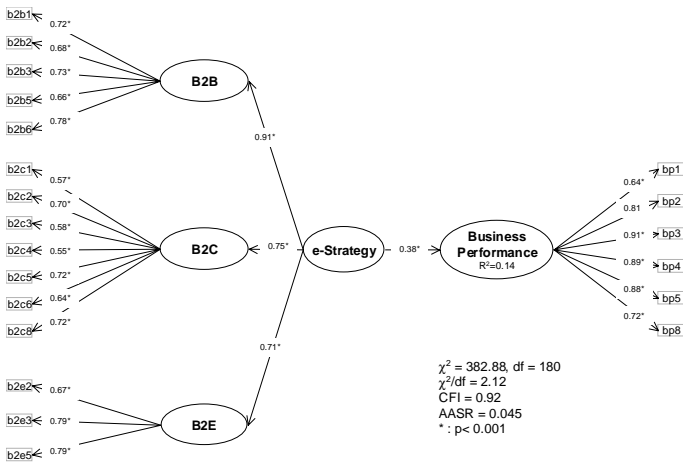 b2b1
0.72*
b2b2
0.68*
b2b3
0.73*
b2b5
0.66*
b2b6
0.78*
B2B
0.91*
b2c1
0.57*
b2c2
0.70*
b2c3
0.58*
b2c4
0.55*
b2c5
0.72*
b2c6
0.64*
b2c8
0.72*
B2C
0.75*
e-Strategy
0.38*
Business
Performance
R²=0.14
bp1
0.64*
bp2
0.81
bp3
0.91*
bp4
0.89*
bp5
0.88*
bp8
0.72*
0.71*
b2e2
0.67*
b2e3
0.79*
b2e5
0.79*
B2E
χ² = 382.88, df = 180
χ²/df = 2.12
CFI = 0.92
AASR = 0.045
* : p< 0.001